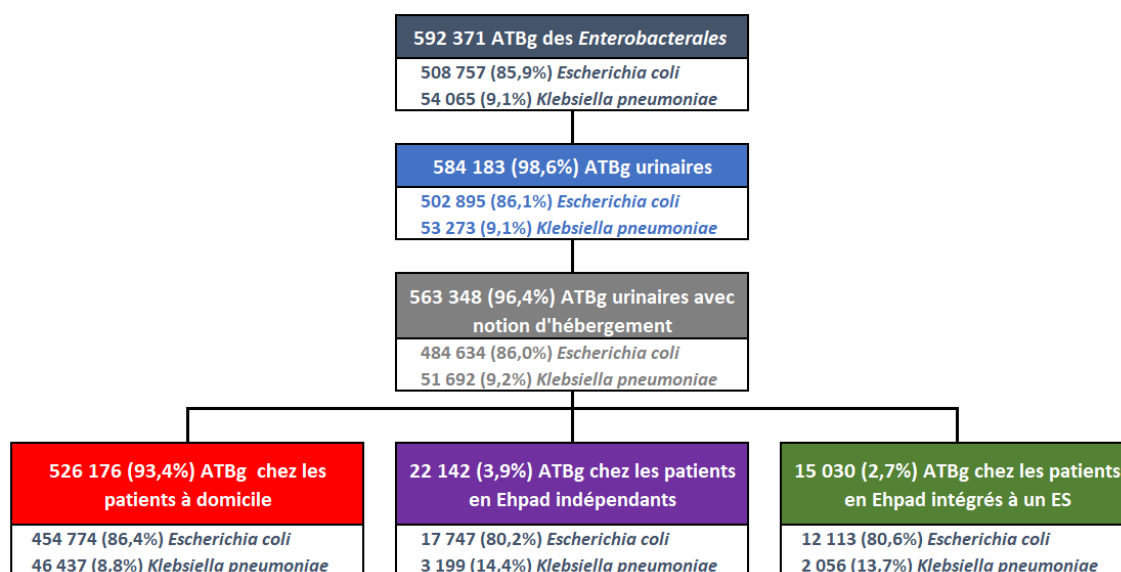 592 371 ATBg des Enterobacterales
508 757 (85,9%) Escherichia coli
54 065 (9,1%) Klebsiella pneumoniae
584 183 (98,6%) ATBg urinaires
502 895 (86,1%) Escherichia coli
53 273 (9,1%) Klebsiella pneumoniae
563 348 (96,4%) ATBg urinaires avec
notion d'hébergement
484 634 (86,0%) Escherichia coli
51 692 (9,2%) Klebsiella pneumoniae
526 176 (93,4%) ATBg chez les
patients à domicile
454 774 (86,4%) Escherichia coli
46 437 (8,8%) Klebsiella pneumoniae
22 142 (3,9%) ATBg chez les patients
en Ehpad indépendants
17 747 (80,2%) Escherichia coli
3 199 (14,4%) Klebsiella pneumoniae
15 030 (2,7%) ATBg chez les patients
en Ehpad intégrés à un ES
12 113 (80,6%) Escherichia coli
2 056 (13,7%) Klebsiella pneumoniae